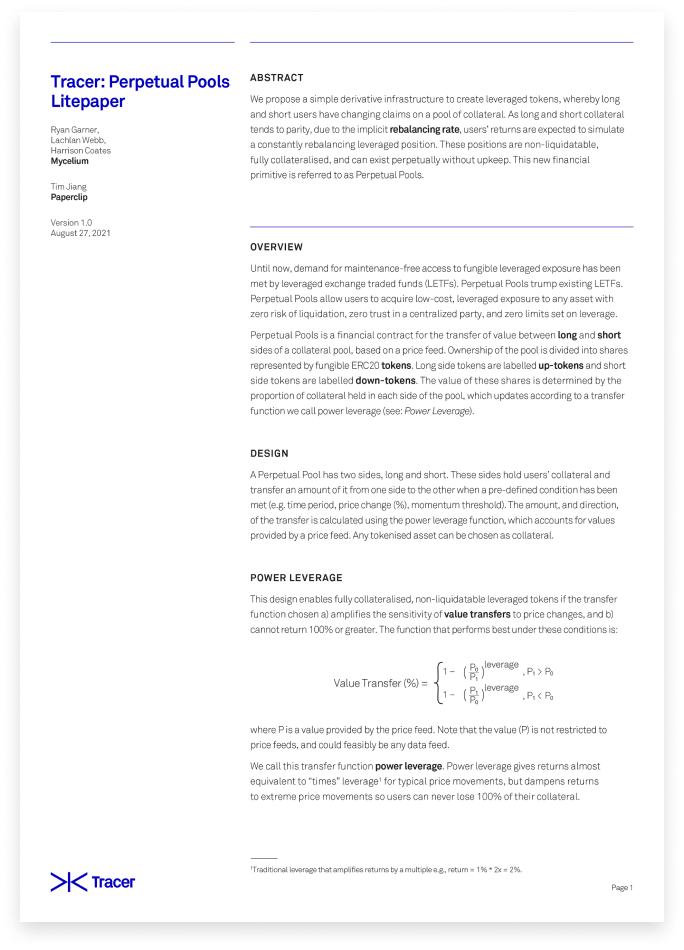 Tracer: Perpetual Pools
Litepaper
Ryan Garner,
Lachlan Webb,
Harrison Coates
Mycelium
Tim Jiang
Paperclip
Version 1.0
August 27, 2021
ABSTRACT
We propose a simple derivative infrastructure to create leveraged tokens, whereby long
and short users have changing claims on a pool of collateral. As long and short collateral
tends to parity, due to the implicit rebalancing rate, users' returns are expected to simulate
a constantly rebalancing leveraged position. These positions are non-liquidatable,
fully collateralised, and can exist perpetually without upkeep. This new financial
primitive is referred to as Perpetual Pools.
OVERVIEW
Until now, demand for maintenance-free access to fungible leveraged exposure has been
met by leveraged exchange traded funds (LETFs). Perpetual Pools trump existing LETFs.
Perpetual Pools allow users to acquire low-cost, leveraged exposure to any asset with
zero risk of liquidation, zero trust in a centralized party, and zero limits set on leverage.
Perpetual Pools is a financial contract for the transfer of value between long and short
sides of a collateral pool, based on a price feed. Ownership of the pool is divided into shares
represented by fungible ERC20 tokens. Long side tokens are labelled up-tokens and short
side tokens are labelled down-tokens. The value of these shares is determined by the
proportion of collateral held in each side of the pool, which updates according to a transfer
function we call power leverage (see: Power Leverage).
DESIGN
A Perpetual Pool has two sides, long and short. These sides hold users' collateral and
transfer an amount of it from one side to the other when a pre-defined condition has been
met (e.g. time period, price change (%), momentum threshold). The amount, and direction,
of the transfer is calculated using the power leverage function, which accounts for values
provided by a price feed. Any tokenised asset can be chosen as collateral.
POWER LEVERAGE
This design enables fully collateralised, non-liquidatable leveraged tokens if the transfer
function chosen a) amplifies the sensitivity of value transfers to price changes, and b)
cannot return 100% or greater. The function that performs best under these conditions is:
Value Transfer (%) = { 1 − (P₀/P₁)^leverage , P₁ > P₀
1 − (P₁/P₀)^leverage , P₁ < P₀
where P is a value provided by the price feed. Note that the value (P) is not restricted to
price feeds, and could feasibly be any data feed.
We call this transfer function power leverage. Power leverage gives returns almost
equivalent to "times" leverage¹ for typical price movements, but dampens returns
to extreme price movements so users can never lose 100% of their collateral.
¹Traditional leverage that amplifies returns by a multiple e.g., return = 1% * 2x = 2%.
Tracer
Page 1